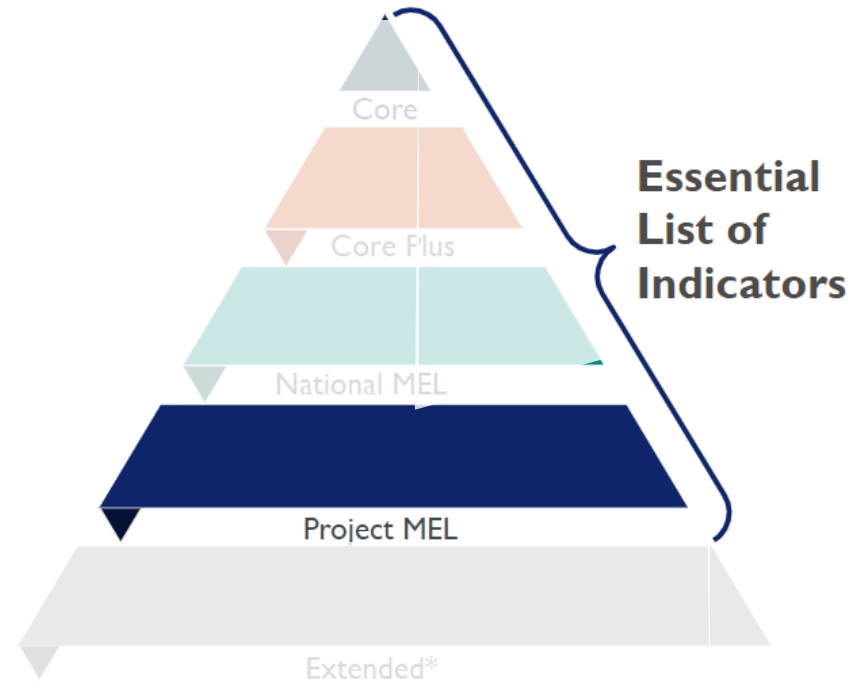 Core
Core Plus
National MEL
Project MEL
Extended*
Essential
List of
Indicators